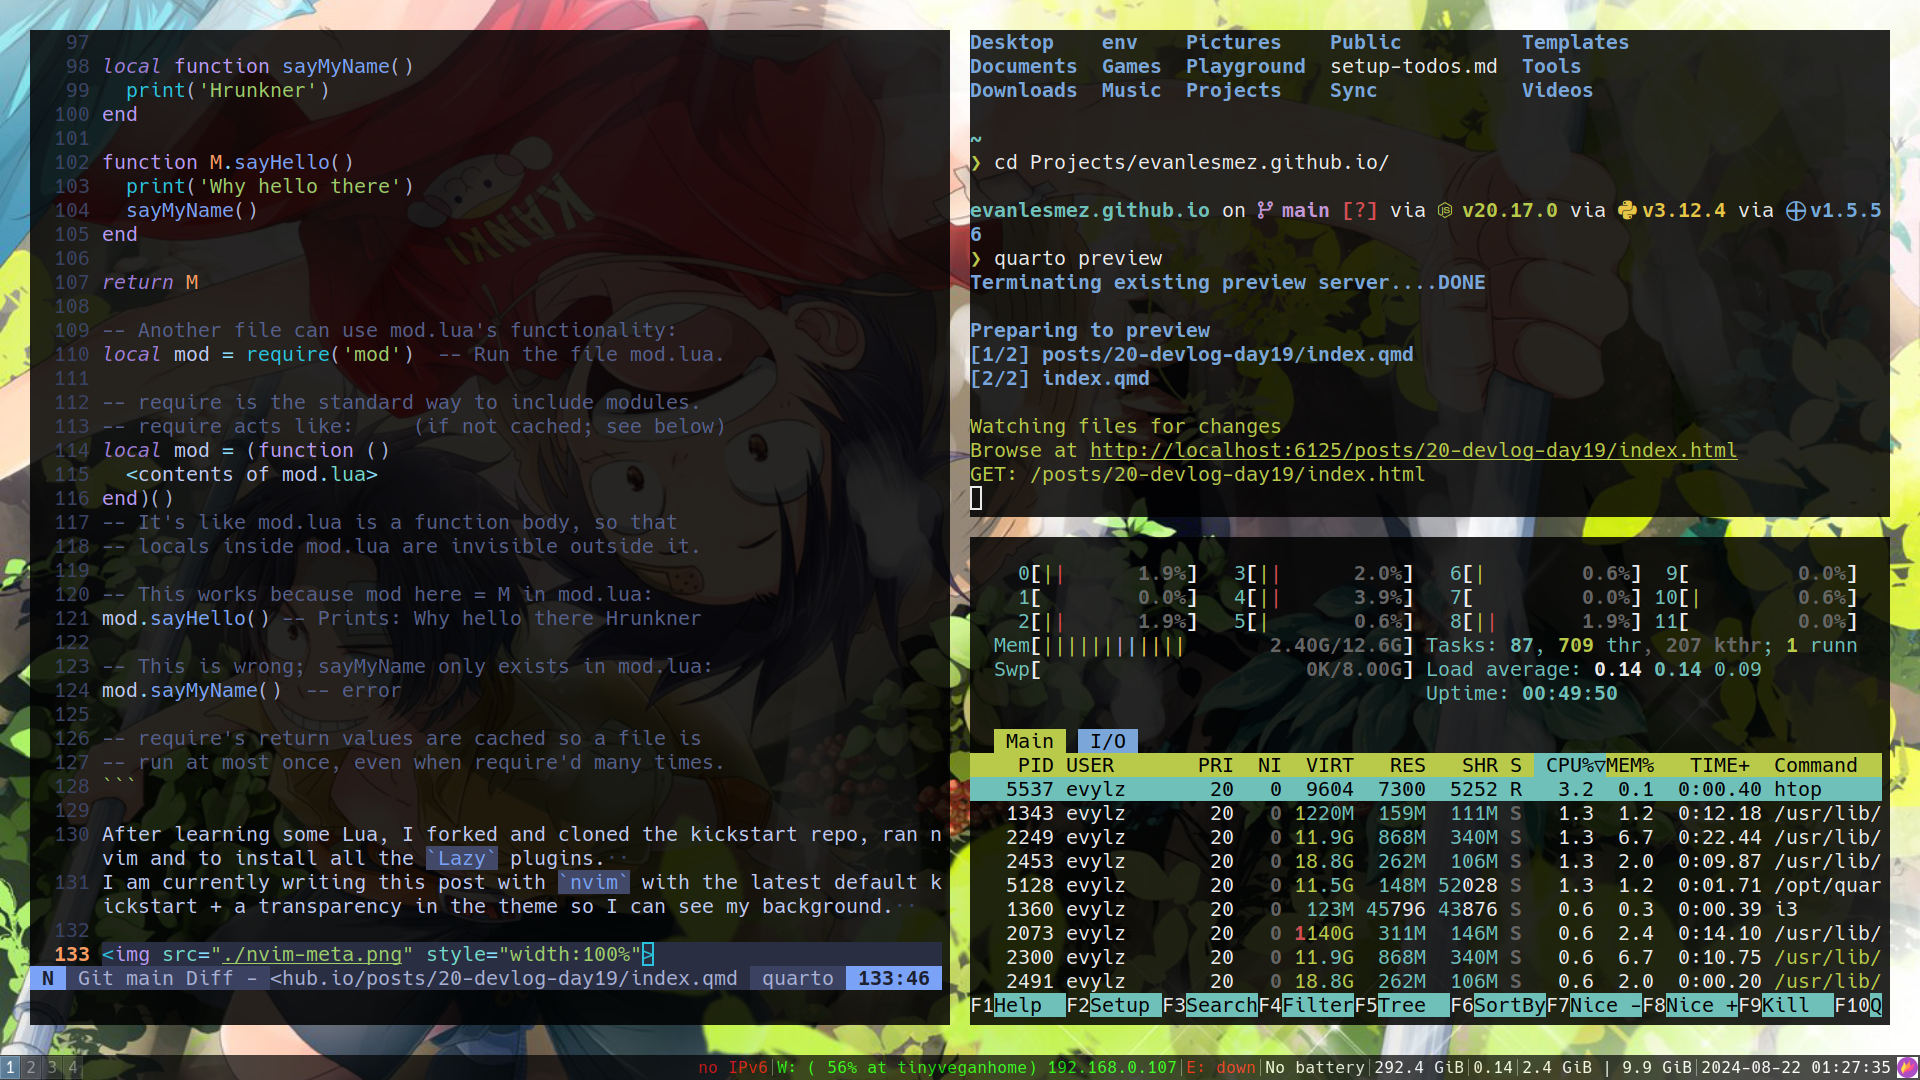 97
98 local function sayMyName()
99   print('Hrunkner')
100 end
101
102 function M.sayHello()
103   print('Why hello there')
104   sayMyName()
105 end
106
107 return M
108
109 -- Another file can use mod.lua's functionality:
110 local mod = require('mod')  -- Run the file mod.lua.
111
112 -- require is the standard way to include modules.
113 -- require acts like:     (if not cached; see below)
114 local mod = (function ()
115   <contents of mod.lua>
116 end)()
117 -- It's like mod.lua is a function body, so that
118 -- locals inside mod.lua are invisible outside it.
119
120 -- This works because mod here = M in mod.lua:
121 mod.sayHello() -- Prints: Why hello there Hrunkner
122
123 -- This is wrong; sayMyName only exists in mod.lua:
124 mod.sayMyName()  -- error
125
126 -- require's return values are cached so a file is
127 -- run at most once, even when require'd many times.
128 ```
129
130 After learning some Lua, I forked and cloned the kickstart repo, ran n
vim and to install all the `Lazy` plugins.··
131 I am currently writing this post with `nvim` with the latest default k
ickstart + a transparency in the theme so I can see my background.··
132
133 <img src="./nvim-meta.png" style="width:100%">
N  Git main Diff - <hub.io/posts/20-devlog-day19/index.qmd  quarto  133:46
KANKI
Desktop    env    Pictures    Public          Templates
Documents  Games  Playground  setup-todos.md  Tools
Downloads  Music  Projects    Sync            Videos
~
❯ cd Projects/evanlesmez.github.io/
evanlesmez.github.io on main [?] via v20.17.0 via v3.12.4 via v1.5.5
6
❯ quarto preview
Terminating existing preview server....DONE
Preparing to preview
[1/2] posts/20-devlog-day19/index.qmd
[2/2] index.qmd
Watching files for changes
Browse at http://localhost:6125/posts/20-devlog-day19/index.html
GET: /posts/20-devlog-day19/index.html
0[|| 1.9%] 3[|| 2.0%] 6[| 0.6%] 9[ 0.0%]
1[ 0.0%] 4[|| 3.9%] 7[ 0.0%] 10[| 0.6%]
2[|| 1.9%] 5[| 0.6%] 8[|| 1.9%] 11[ 0.0%]
Mem[|||||||||||| 2.40G/12.6G] Tasks: 87, 709 thr, 207 kthr; 1 runn
Swp[ 0K/8.00G] Load average: 0.14 0.14 0.09
Uptime: 00:49:50
Main I/O
PID USER PRI NI VIRT RES SHR S CPU%▽MEM% TIME+ Command
5537 evylz 20 0 9604 7300 5252 R 3.2 0.1 0:00.40 htop
1343 evylz 20 0 1220M 159M 111M S 1.3 1.2 0:12.18 /usr/lib/
2249 evylz 20 0 11.9G 868M 340M S 1.3 6.7 0:22.44 /usr/lib/
2453 evylz 20 0 18.8G 262M 106M S 1.3 2.0 0:09.87 /usr/lib/
5128 evylz 20 0 11.5G 148M 52028 S 1.3 1.2 0:01.71 /opt/quar
1360 evylz 20 0 123M 45796 43876 S 0.6 0.3 0:00.39 i3
2073 evylz 20 0 1140G 311M 146M S 0.6 2.4 0:14.10 /usr/lib/
2300 evylz 20 0 11.9G 868M 340M S 0.6 6.7 0:10.75 /usr/lib/
2491 evylz 20 0 18.8G 262M 106M S 0.6 2.0 0:00.20 /usr/lib/
F1Help F2Setup F3SearchF4FilterF5Tree F6SortByF7Nice -F8Nice +F9Kill F10Q
1 2 3 4
no IPv6|W: ( 56% at tinyveganhome) 192.168.0.107|E: down|No battery|292.4 GiB|0.14|2.4 GiB | 9.9 GiB|2024-08-22 01:27:35